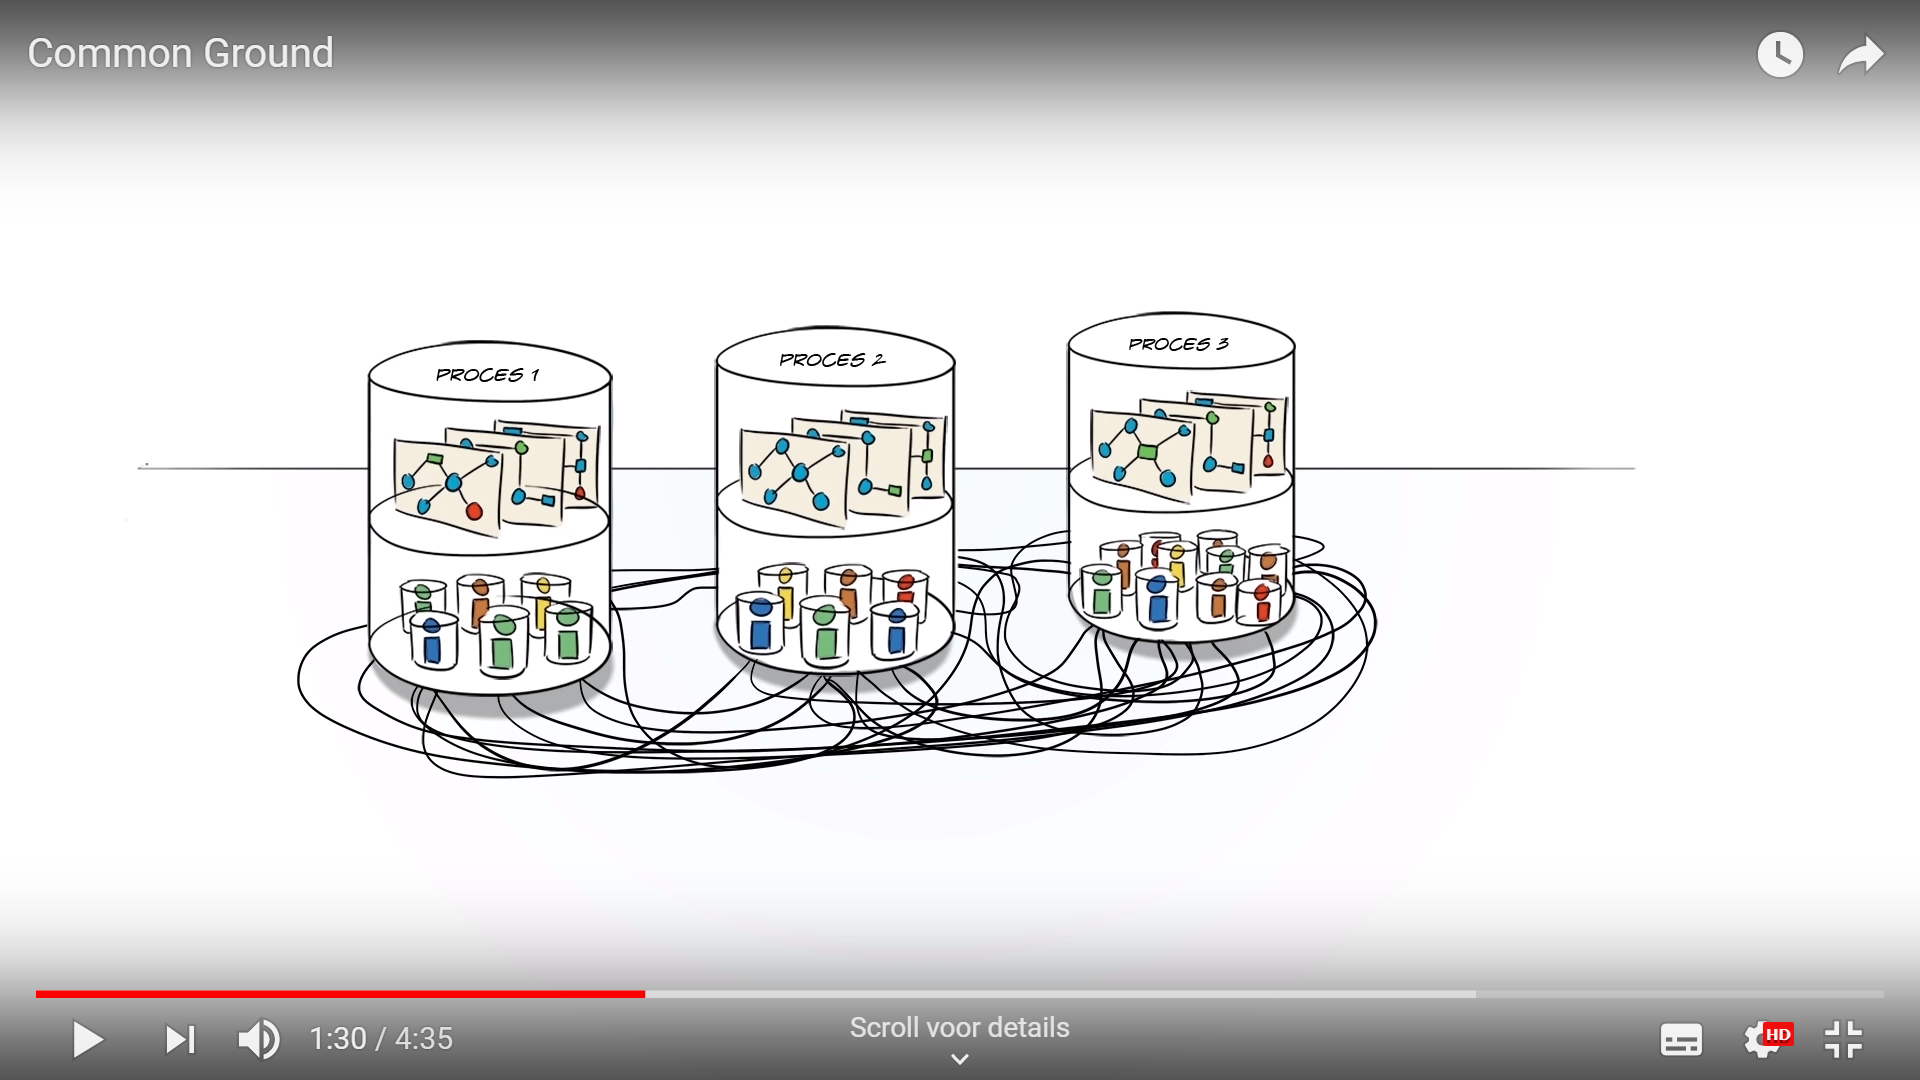 Common Ground
PROCES 1
PROCES 2
PROCES 3
1:30 / 4:35
Scroll voor details
HD